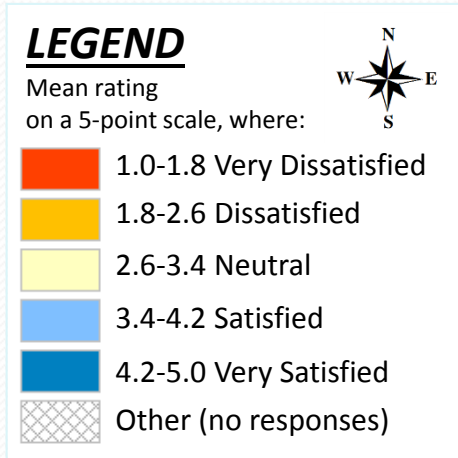 LEGEND
Mean rating
on a 5-point scale, where:
N
W E
S
1.0-1.8 Very Dissatisfied
1.8-2.6 Dissatisfied
2.6-3.4 Neutral
3.4-4.2 Satisfied
4.2-5.0 Very Satisfied
Other (no responses)